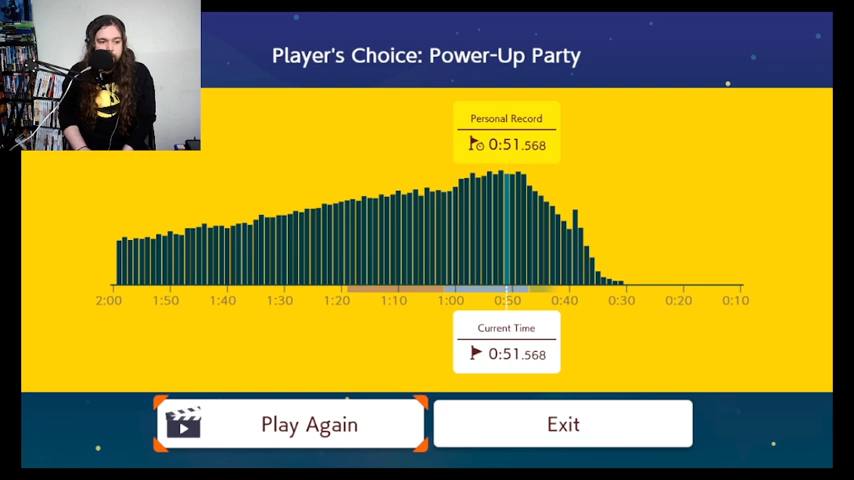 Player's Choice: Power-Up Party
Personal Record
0:51.568
2:00 1:50 1:40 1:30 1:20 1:10 1:00 0:50 0:40 0:30 0:20 0:10
Current Time
0:51.568
Play Again
Exit